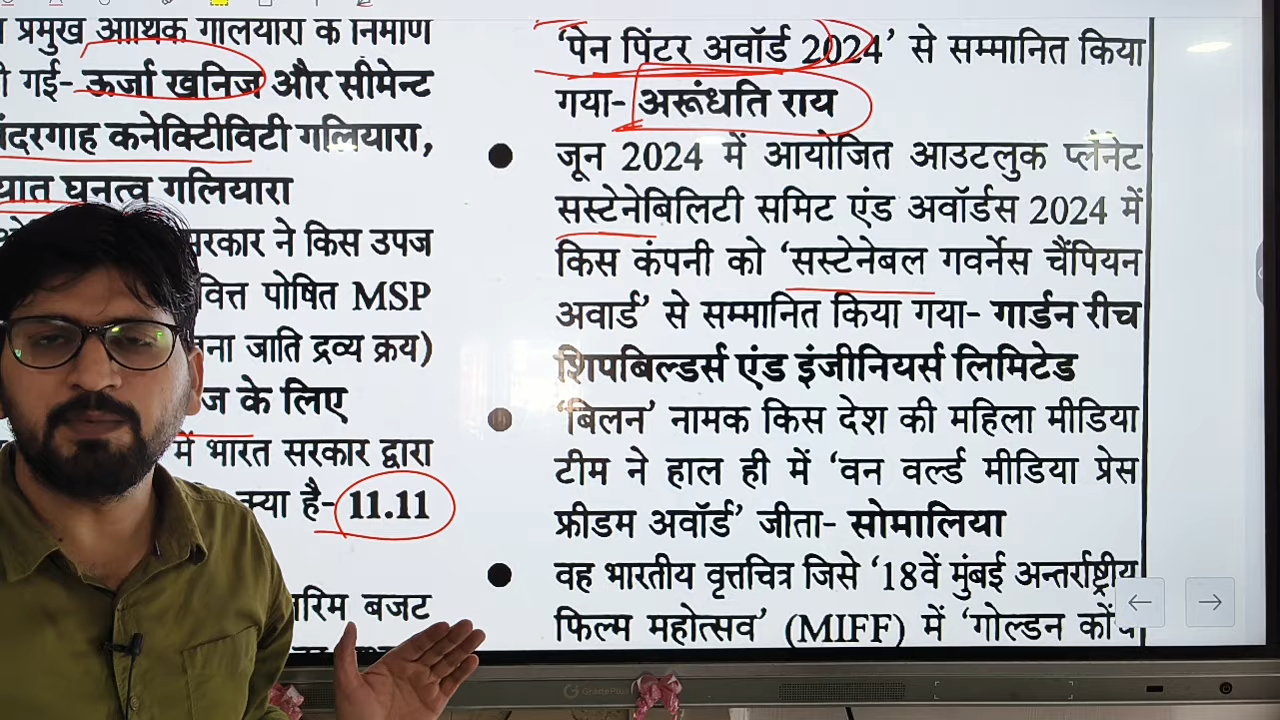 प्रमुख आर्थिक गलियारों के निर्माण
गई- ऊर्जा खनिज और सीमेंट
बंदरगाह कनेक्टिविटी गलियारा,
यात घनत्व गलियारा
सरकार ने किस उपज
वित्त पोषित MSP
जाति द्रव्य क्रय)
के लिए
में भारत सरकार द्वारा
क्या है- 11.11
बजट
‘पेन पिंटर अवॉर्ड 2024’ से सम्मानित किया
गया- अरूंधति राय
● जून 2024 में आयोजित आउटलुक प्लेनेट
सस्टेनेबिलिटी समिट एंड अवॉर्डस 2024 में
किस कंपनी को ‘सस्टेनेबल गवर्नेस चैंपियन
अवार्ड’ से सम्मानित किया गया- गार्डन रीच
शिपबिल्डर्स एंड इंजीनियर्स लिमिटेड
● ‘बिलन’ नामक किस देश की महिला मीडिया
टीम ने हाल ही में ‘वन वर्ल्ड मीडिया प्रेस
फ्रीडम अवॉर्ड’ जीता- सोमालिया
● वह भारतीय वृत्तचित्र जिसे ‘18वें मुंबई अन्तर्राष्ट्रीय
फिल्म महोत्सव’ (MIFF) में ‘गोल्डन
GradePlus